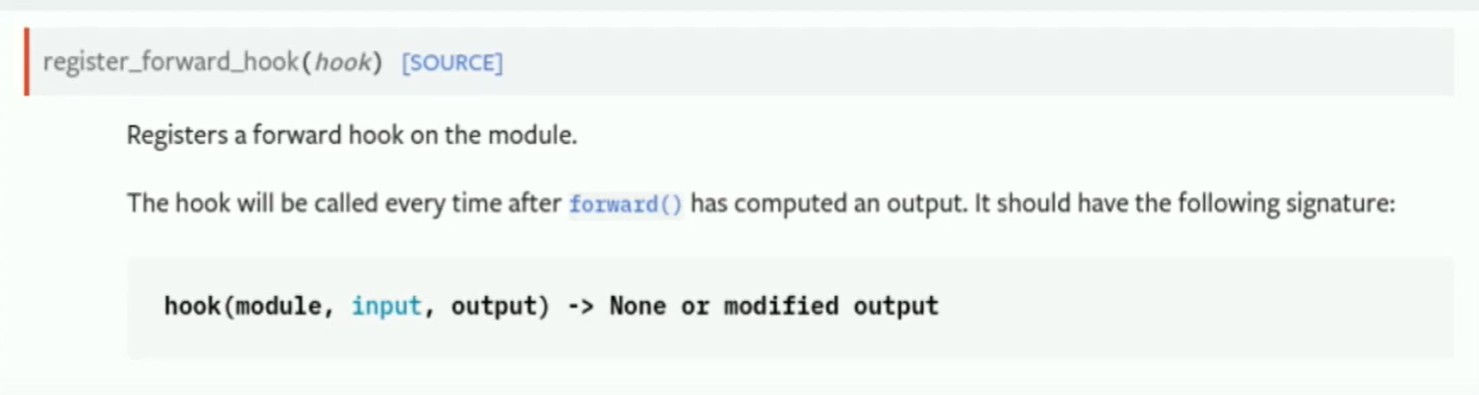 register_forward_hook(hook) [SOURCE]
Registers a forward hook on the module.
The hook will be called every time after forward() has computed an output. It should have the following signature:
hook(module, input, output) -> None or modified output